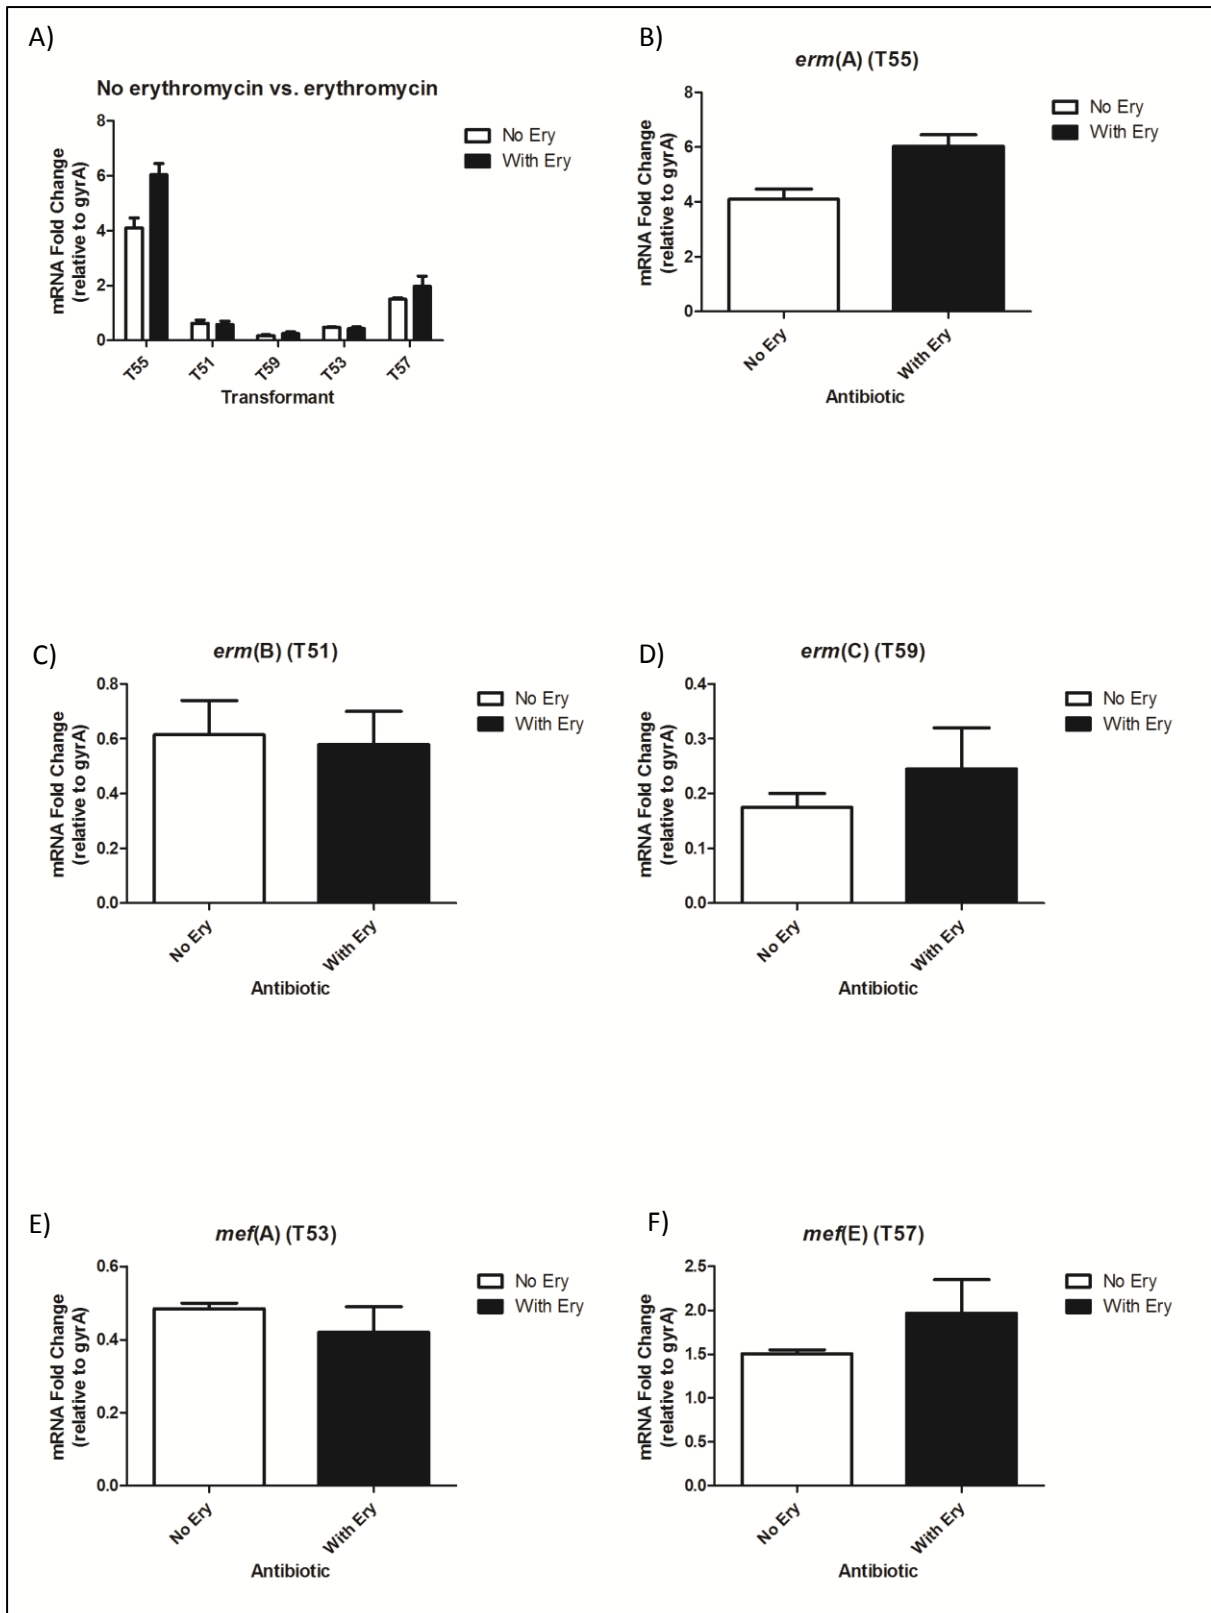 A)
No erythromycin vs. erythromycin
mRNA Fold Change
(relative to gyrA)
8
6
4
2
0
T55
T51
T59
T53
T57
Transformant
No Ery
With Ery
B)
erm(A) (T55)
mRNA Fold Change
(relative to gyrA)
8
6
4
2
0
No Ery
With Ery
Antibiotic
No Ery
With Ery
C)
erm(B) (T51)
mRNA Fold Change
(relative to gyrA)
0.8
0.6
0.4
0.2
0.0
No Ery
With Ery
Antibiotic
No Ery
With Ery
D)
erm(C) (T59)
mRNA Fold Change
(relative to gyrA)
0.4
0.3
0.2
0.1
0.0
No Ery
With Ery
Antibiotic
No Ery
With Ery
E)
mef(A) (T53)
mRNA Fold Change
(relative to gyrA)
0.6
0.4
0.2
0.0
No Ery
With Ery
Antibiotic
No Ery
With Ery
F)
mef(E) (T57)
mRNA Fold Change
(relative to gyrA)
2.5
2.0
1.5
1.0
0.5
0.0
No Ery
With Ery
Antibiotic
No Ery
With Ery